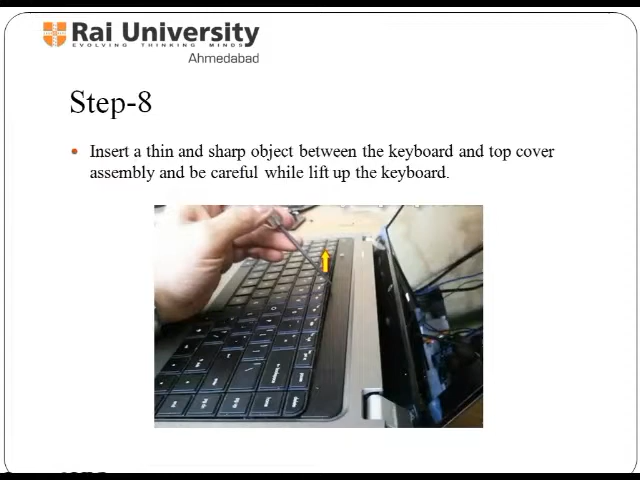 Rai University
EVOLVING THINKING MINDS
Ahmedabad
Step-8
• Insert a thin and sharp object between the keyboard and top cover
assembly and be careful while lift up the keyboard.